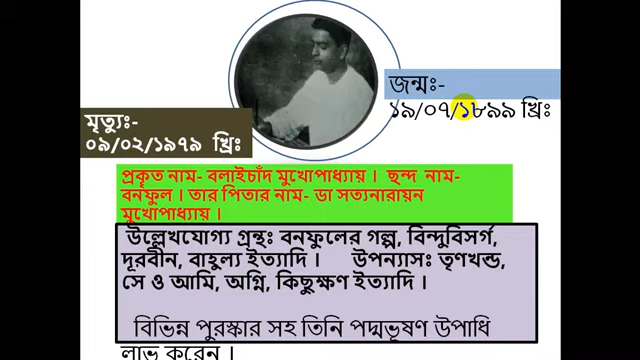 জন্মঃ-
১৯/০৭/১৮৯৯ খ্রিঃ
মৃত্যুঃ-
০৯/০২/১৯৭৯ খ্রিঃ
প্রকৃত নাম- বলাইচাঁদ মুখোপাধ্যায় । ছন্দ নাম-
বনফুল । তার পিতার নাম- ডা সত্যনারায়ন
মুখোপাধ্যায় ।
উল্লেখযোগ্য গ্রন্থঃ বনফুলের গল্প, বিন্দুবিসর্গ,
দূরবীন, বাহুল্য ইত্যাদি । উপন্যাসঃ তৃণখন্ড,
সে ও আমি, অগ্নি, কিছুক্ষণ ইত্যাদি ।
বিভিন্ন পুরস্কার সহ তিনি পদ্মভূষণ উপাধি
লাভ করেন ।